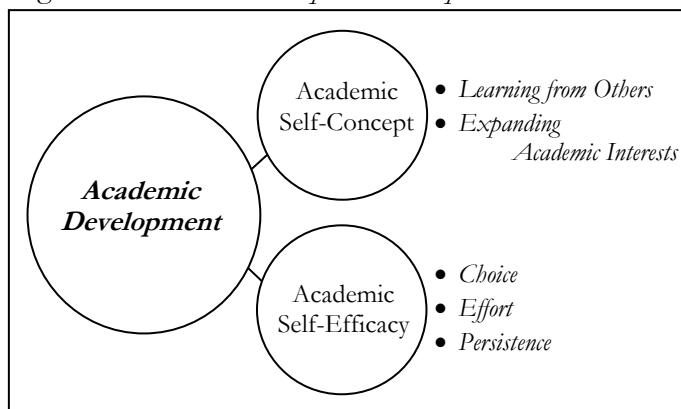 Academic
Development
Academic
Self-Concept
• Learning from Others
• Expanding
Academic Interests
Academic
Self-Efficacy
• Choice
• Effort
• Persistence